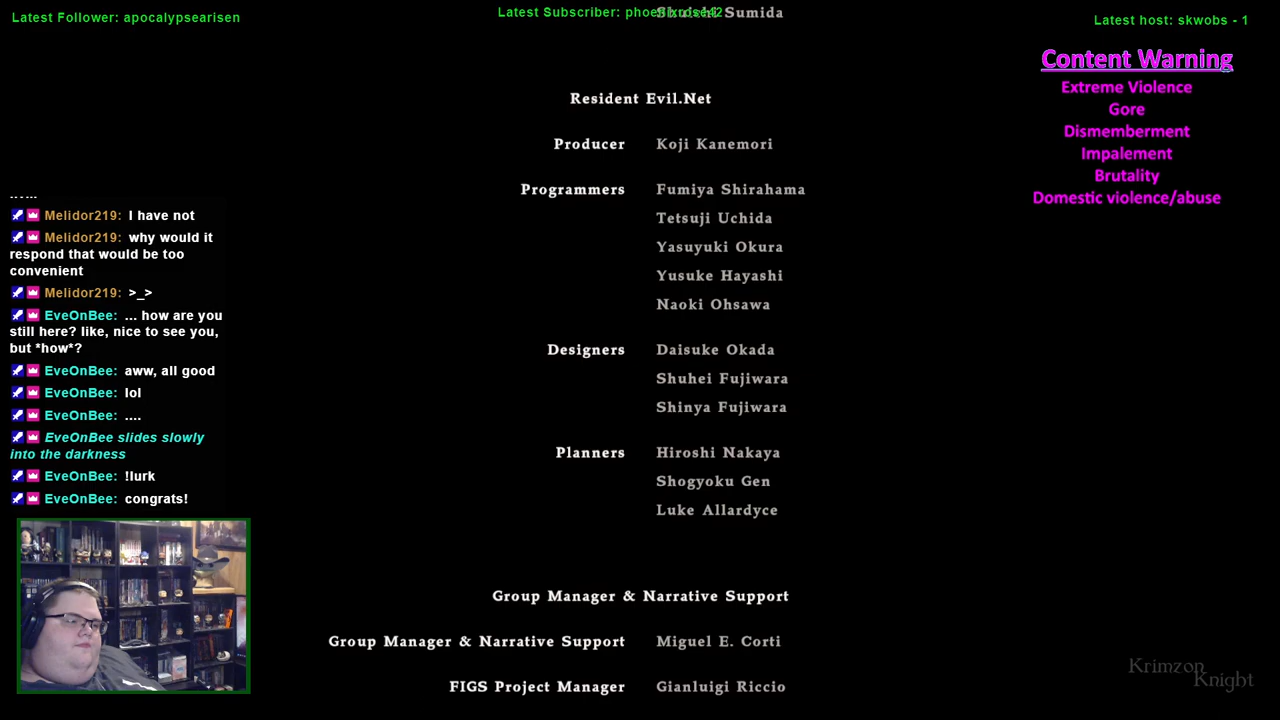 Latest Follower: apocalypsearisen
Latest Subscriber:
Sumida
Latest host: skwobs - 1
Content Warning
Extreme Violence
Gore
Dismemberment
Impalement
Brutality
Domestic violence/abuse
Resident Evil.Net
Producer Koji Kanemori
Programmers Fumiya Shirahama
Tetsuji Uchida
Yasuyuki Okura
Yusuke Hayashi
Naoki Ohsawa
Designers Daisuke Okada
Shuhei Fujiwara
Shinya Fujiwara
Planners Hiroshi Nakaya
Shogyoku Gen
Luke Allardyce
Group Manager & Narrative Support
Group Manager & Narrative Support Miguel E. Corti
FIGS Project Manager Gianluigi Riccio
Melidor219: I have not
Melidor219: why would it
respond that would be too
convenient
Melidor219: >_>
EveOnBee: ... how are you
still here? like, nice to see you,
but *how*?
EveOnBee: aww, all good
EveOnBee: lol
EveOnBee: ....
EveOnBee slides slowly
into the darkness
EveOnBee: !lurk
EveOnBee: congrats!
Krimzon
Knight